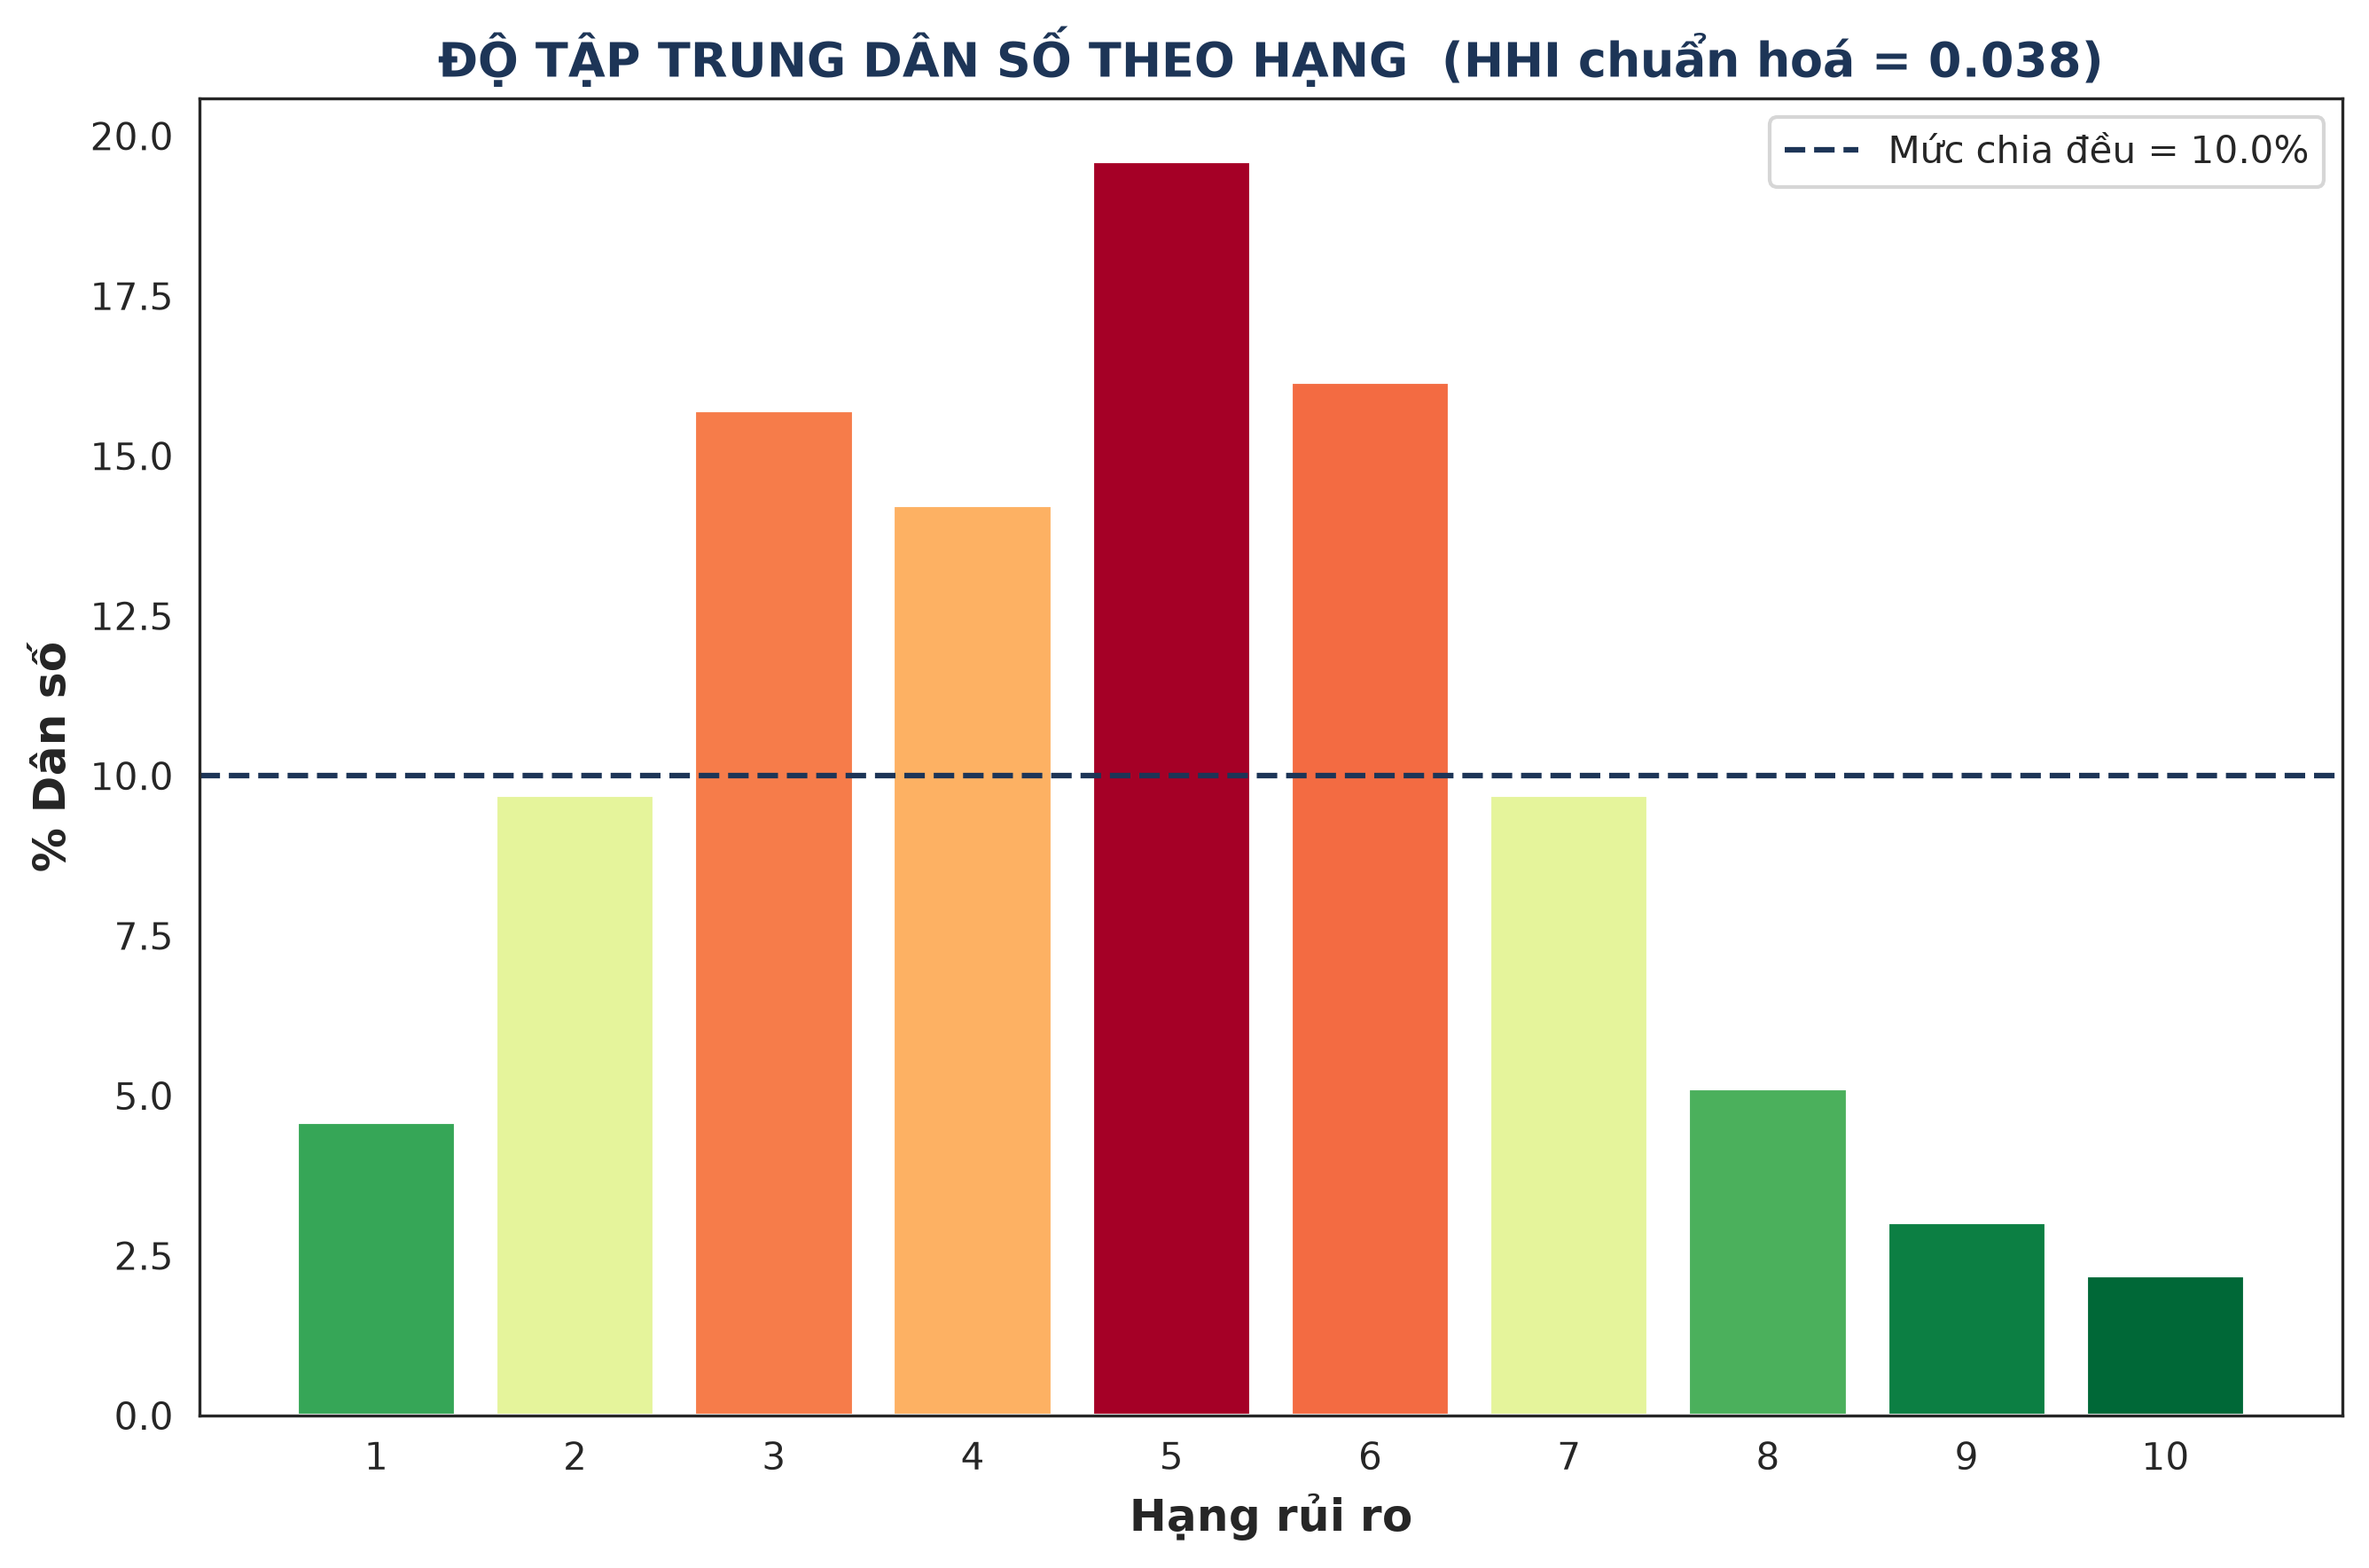 ĐỘ TẬP TRUNG DÂN SỐ THEO HẠNG (HHI chuẩn hoá = 0.038)
Mức chia đều = 10.0%
% Dân số
20.0
17.5
15.0
12.5
10.0
7.5
5.0
2.5
0.0
1 2 3 4 5 6 7 8 9 10
Hạng rủi ro